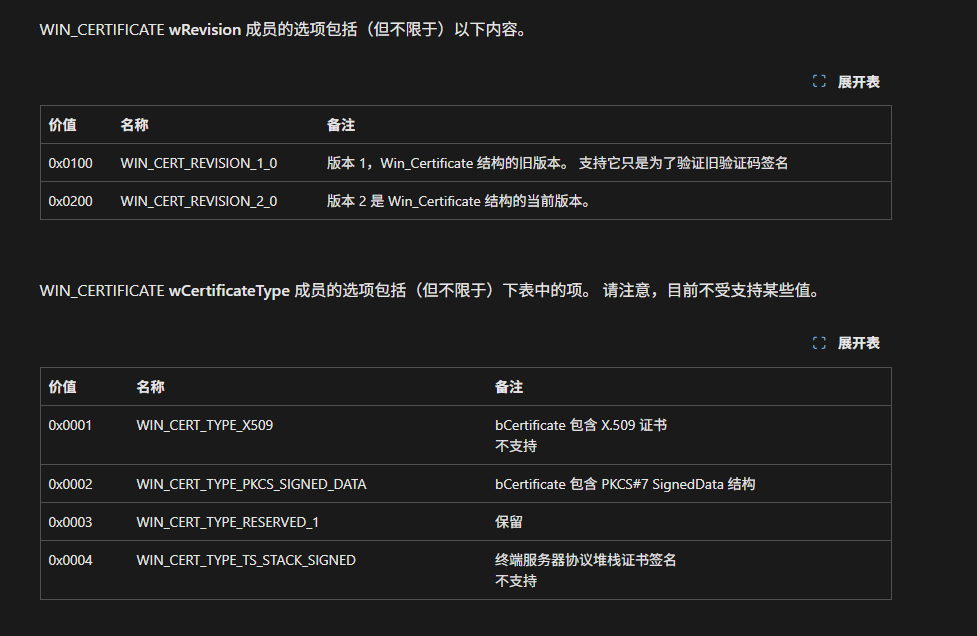 WIN_CERTIFICATE wRevision 成员的选项包括（但不限于）以下内容。
展开表
价值 名称 备注
0x0100 WIN_CERT_REVISION_1_0 版本 1，Win_Certificate 结构的旧版本。 支持它只是为了验证旧验证码签名
0x0200 WIN_CERT_REVISION_2_0 版本 2 是 Win_Certificate 结构的当前版本。
WIN_CERTIFICATE wCertificateType 成员的选项包括（但不限于）下表中的项。 请注意，目前不受支持某些值。
展开表
价值 名称 备注
0x0001 WIN_CERT_TYPE_X509 bCertificate 包含 X.509 证书
不支持
0x0002 WIN_CERT_TYPE_PKCS_SIGNED_DATA bCertificate 包含 PKCS#7 SignedData 结构
0x0003 WIN_CERT_TYPE_RESERVED_1 保留
0x0004 WIN_CERT_TYPE_TS_STACK_SIGNED 终端服务器协议堆栈证书签名
不支持